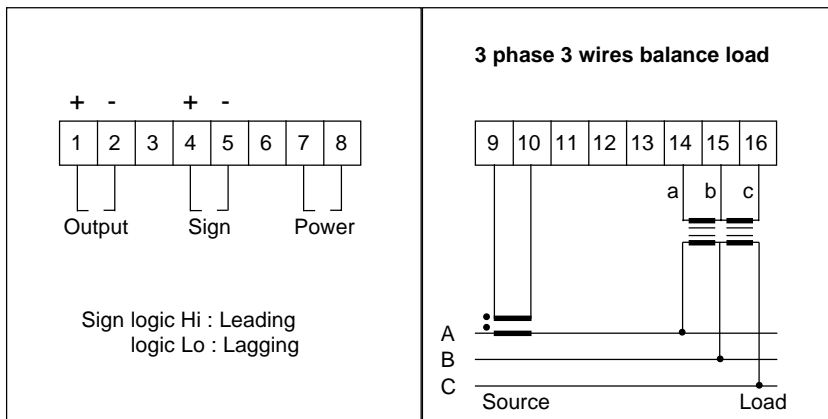 + - + -
1 2 3 4 5 6 7 8
Output Sign Power
Sign logic Hi : Leading
logic Lo : Lagging
3 phase 3 wires balance load
9 10 11 12 13 14 15 16
a b c
A
B
C
Source Load